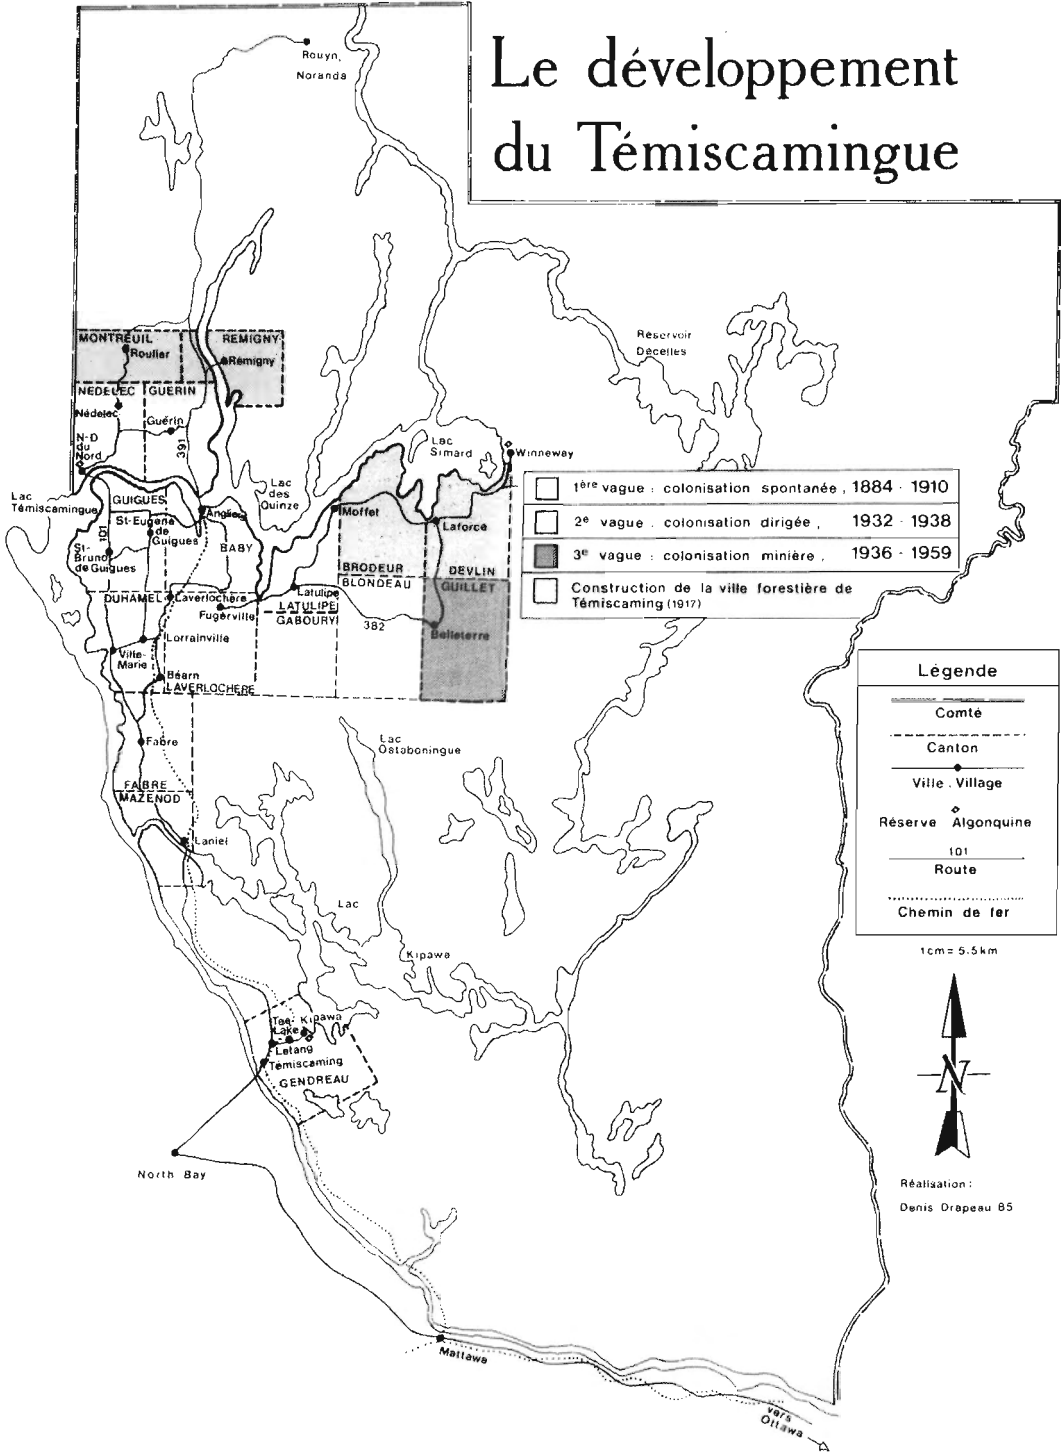 Le développement
du Témiscamingue
Rouyn,
Noranda
Réservoir
Décelles
MONTREUIL
Roulier
REMIGNY
Rémigny
NÉDELEC
GUERIN
Nédelec
Guérin
N-D
du
Nord
391
Lac
Simard
Winneway
Lac
des
Quinze
Lac
Témiscamingue
GUIGUES
Angliers
101
St-Eugène
de
Guigues
BABY
St-
Bruno
de Guigues
Moffet
Laforce
BRODEUR
DEVLIN
BLONDEAU
GUILLET
DUHAMEL
Laverlochère
Fugèrville
Latulipe
LATULIPE
GABOURY
382
Belleterre
Lorrainville
Ville-
Marie
Béarn
LAVERLOCHÈRE
1ère vague : colonisation spontanée, 1884 - 1910
2e vague : colonisation dirigée, 1932 - 1938
3e vague : colonisation minière, 1936 - 1959
Construction de la ville forestière de
Témiscaming (1917)
Légende
Comté
Canton
Ville . Village
Réserve Algonquine
101
Route
Chemin de fer
1cm = 5.5km
N
Réalisation :
Denis Drapeau 85
Fabre
FABRE
MAZENOD
Laniel
Lac
Ostaboningue
Lac
Kipawa
Tee
Lake
Kipawa
Letang
Témiscaming
GENDREAU
North Bay
Mattawa
vers
Ottawa